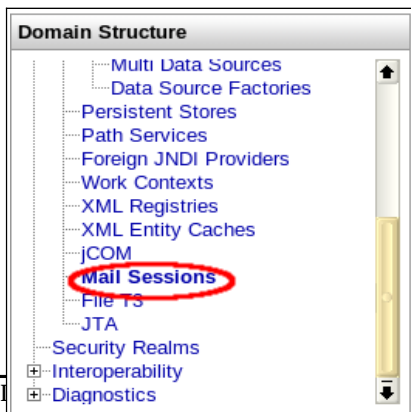 Domain Structure
Multi Data Sources
Data Source Factories
Persistent Stores
Path Services
Foreign JNDI Providers
Work Contexts
XML Registries
XML Entity Caches
jCOM
Mail Sessions
File T3
JTA
Security Realms
Interoperability
Diagnostics